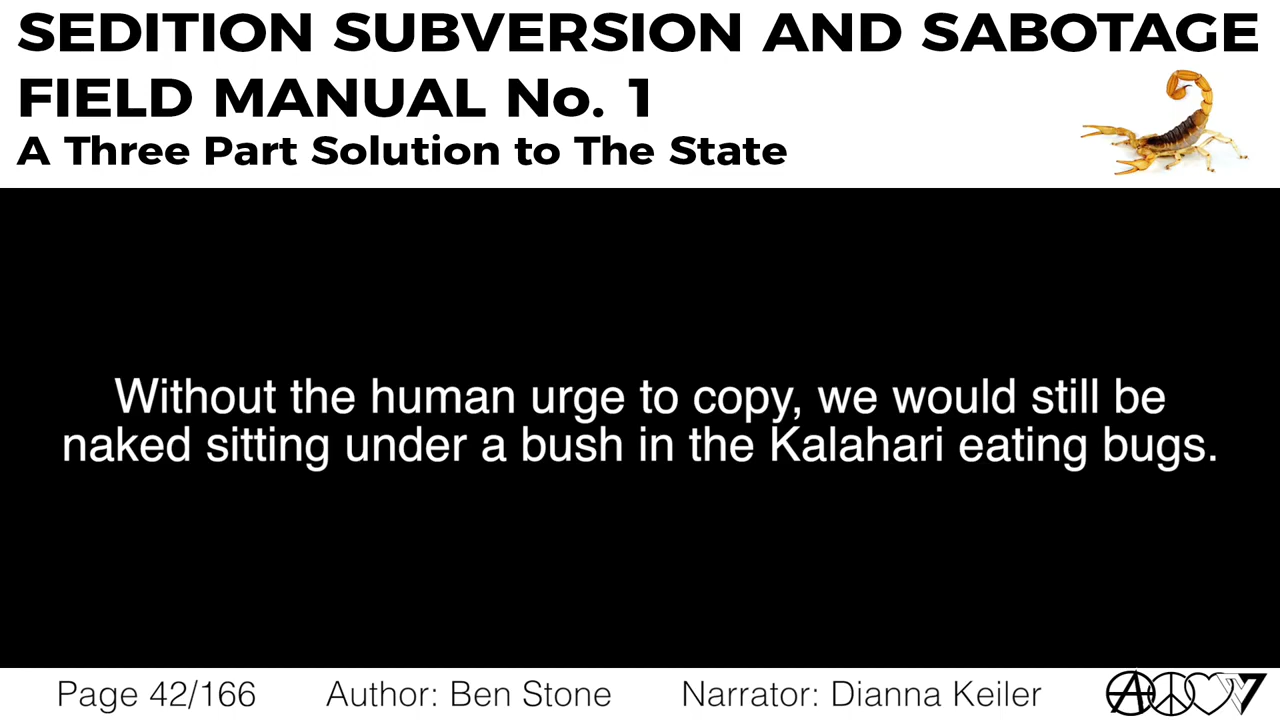 SEDITION SUBVERSION AND SABOTAGE
FIELD MANUAL No. 1
A Three Part Solution to The State
Without the human urge to copy, we would still be
naked sitting under a bush in the Kalahari eating bugs.
Page 42/166 Author: Ben Stone Narrator: Dianna Keiler